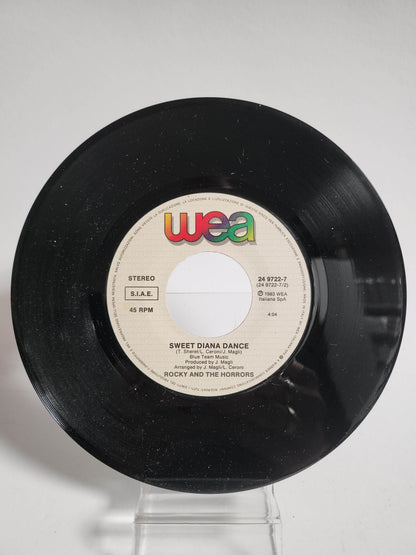 wea
STEREO
24 9722-7
(24 9722-7/2)
S.I.A.E.
℗ 1983 WEA
Italiana SpA
45 RPM
4:04
SWEET DIANA DANCE
(T. Sheret/L. Ceroni/J. Magli)
Blue Team Music
Produced by J. Magli
Arranged by J. Magli/L. Ceroni
ROCKY AND THE HORRORS